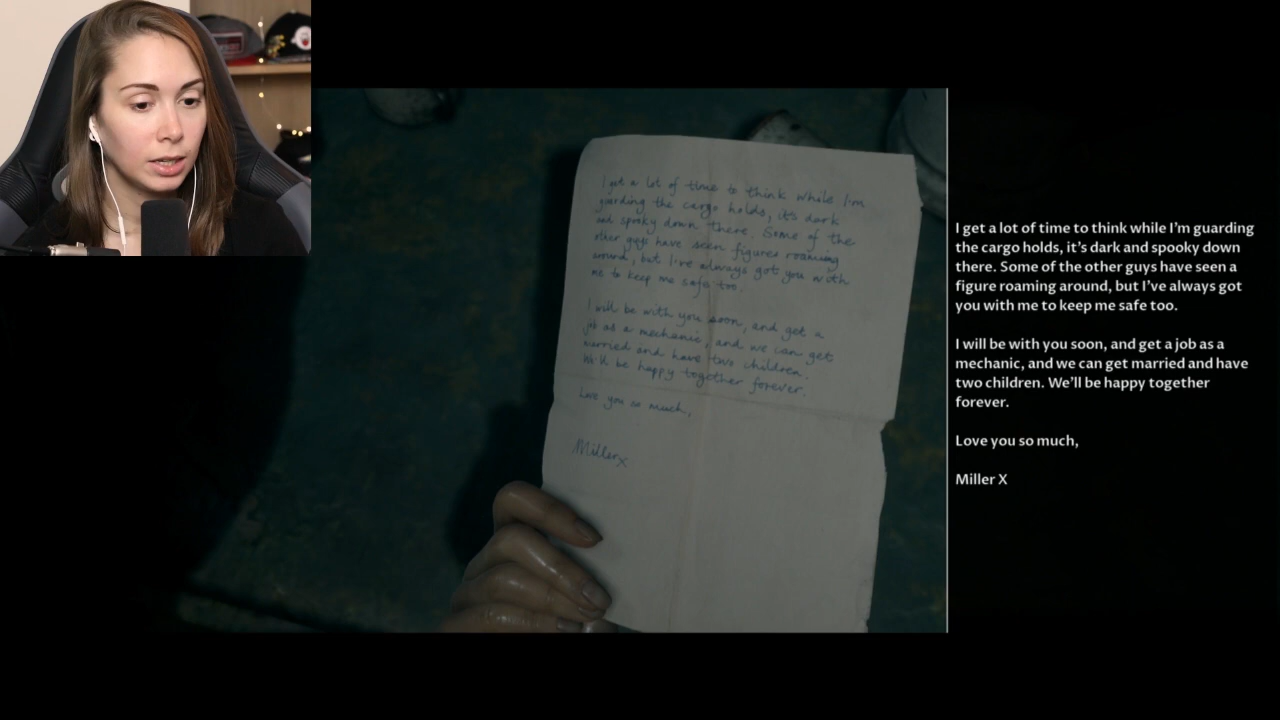 I get a lot of time to think while I'm
guarding the cargo holds, it's dark
and spooky down there. Some of the
other guys have seen figures roaming
around, but I've always got you with
me to keep me safe too.
I will be with you soon, and get a
job as a mechanic, and we can get
married and have two children.
We'll be happy together forever.
Love you so much,
Miller x
I get a lot of time to think while I'm guarding
the cargo holds, it's dark and spooky down
there. Some of the other guys have seen a
figure roaming around, but I've always got
you with me to keep me safe too.
I will be with you soon, and get a job as a
mechanic, and we can get married and have
two children. We'll be happy together
forever.
Love you so much,
Miller X